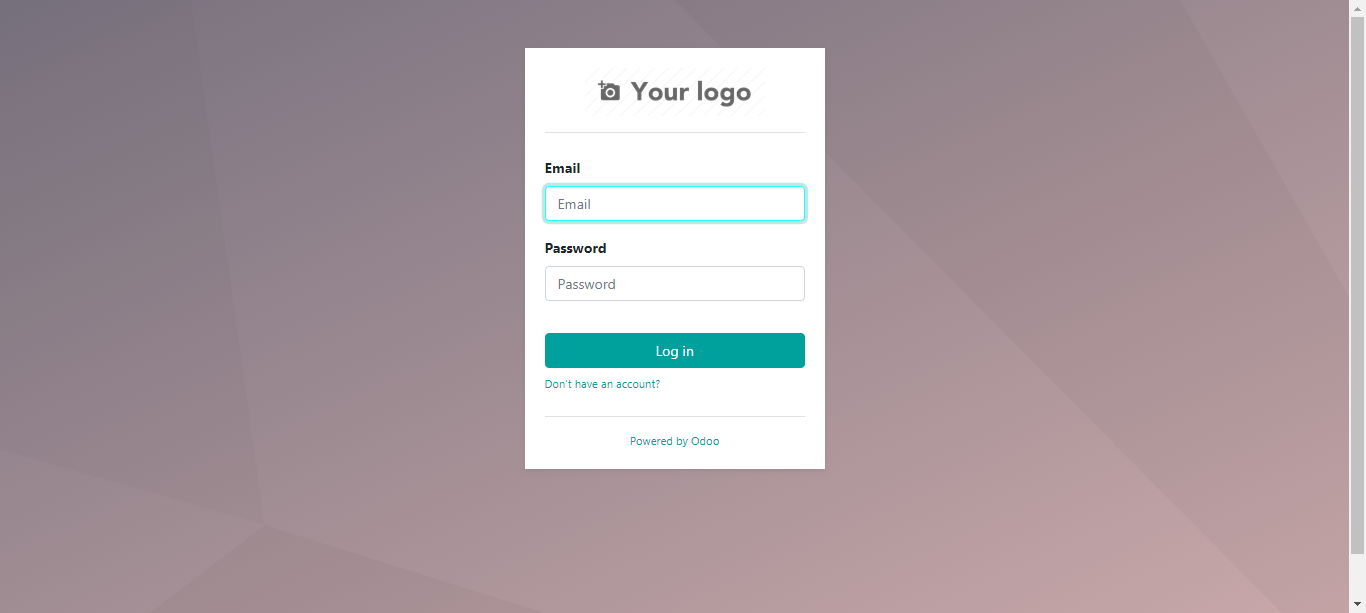 Your logo
Email
Email
Password
Password
Log in
Don't have an account?
Powered by Odoo